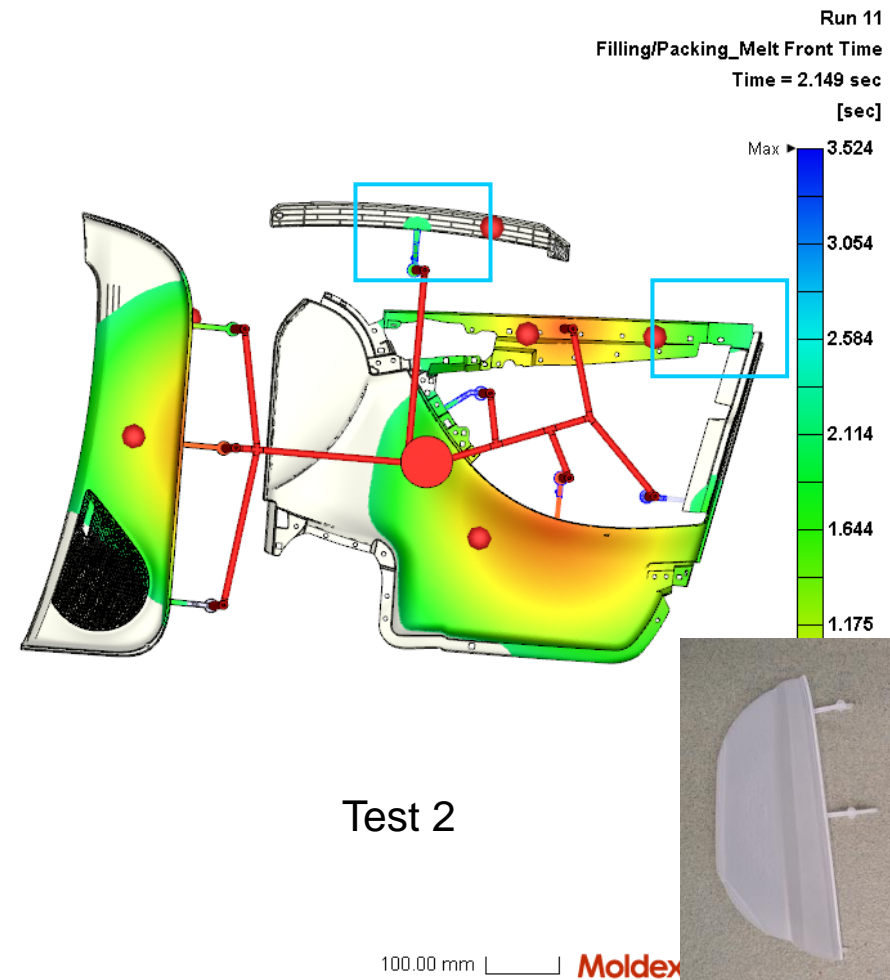 Run 11
Filling/Packing_Melt Front Time
Time = 2.149 sec
[sec]
Max
3.524
3.054
2.584
2.114
1.644
1.175
Test 2
100.00 mm
Moldex